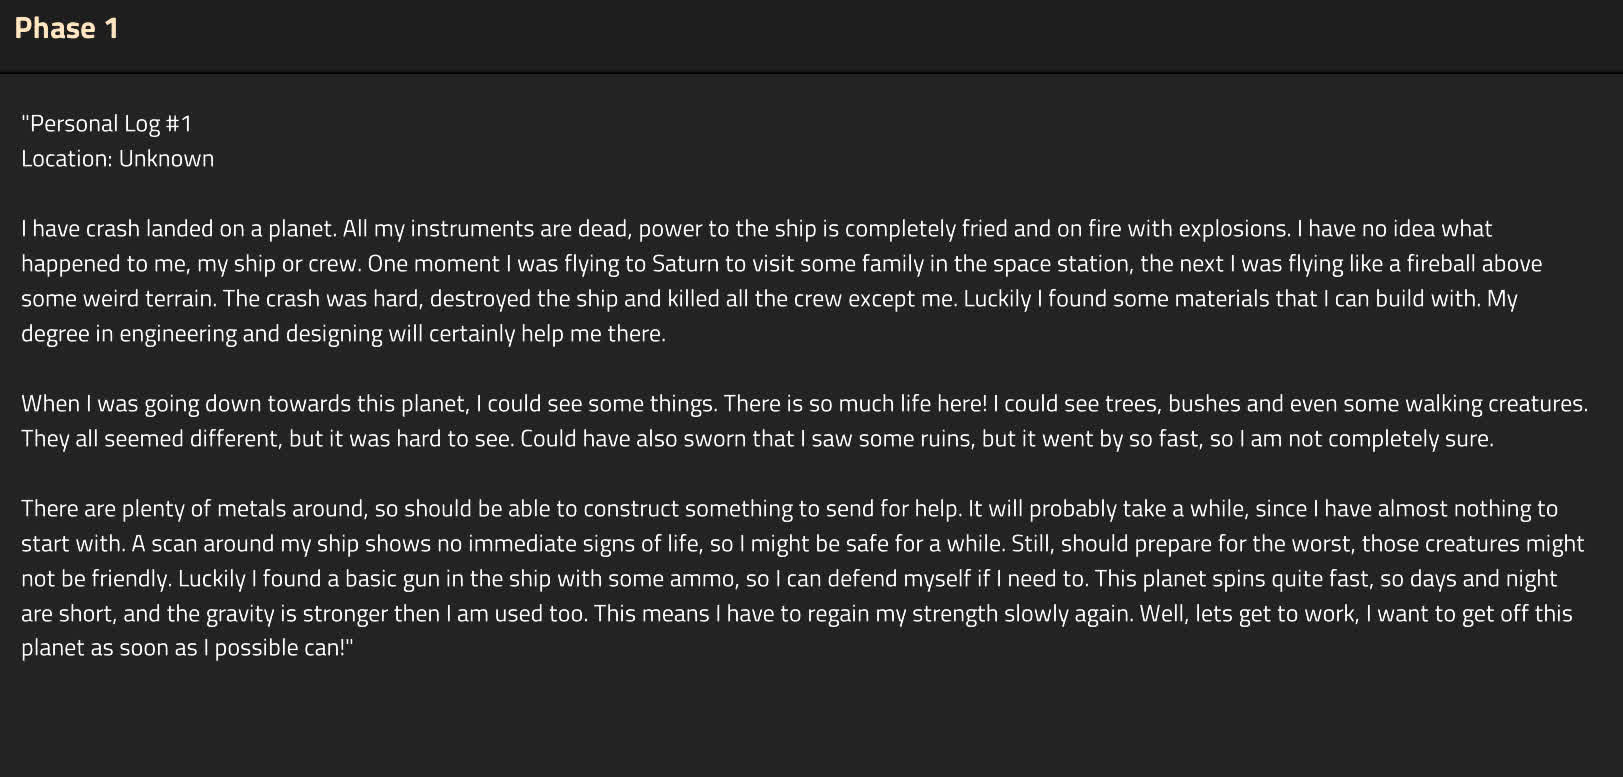 Phase 1
"Personal Log #1
Location: Unknown
I have crash landed on a planet. All my instruments are dead, power to the ship is completely fried and on fire with explosions. I have no idea what
happened to me, my ship or crew. One moment I was flying to Saturn to visit some family in the space station, the next I was flying like a fireball above
some weird terrain. The crash was hard, destroyed the ship and killed all the crew except me. Luckily I found some materials that I can build with. My
degree in engineering and designing will certainly help me there.
When I was going down towards this planet, I could see some things. There is so much life here! I could see trees, bushes and even some walking creatures.
They all seemed different, but it was hard to see. Could have also sworn that I saw some ruins, but it went by so fast, so I am not completely sure.
There are plenty of metals around, so should be able to construct something to send for help. It will probably take a while, since I have almost nothing to
start with. A scan around my ship shows no immediate signs of life, so I might be safe for a while. Still, should prepare for the worst, those creatures might
not be friendly. Luckily I found a basic gun in the ship with some ammo, so I can defend myself if I need to. This planet spins quite fast, so days and night
are short, and the gravity is stronger then I am used too. This means I have to regain my strength slowly again. Well, lets get to work, I want to get off this
planet as soon as I possible can!"